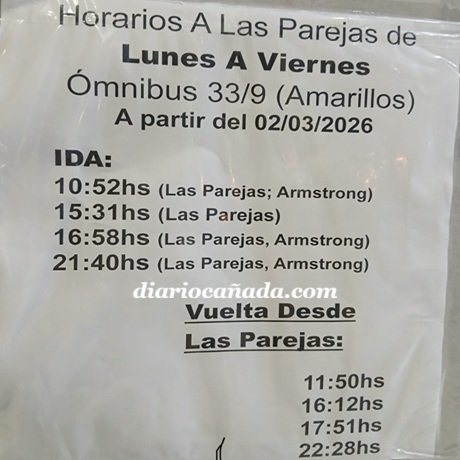 Horarios A Las Parejas de
Lunes A Viernes
Ómnibus 33/9 (Amarillos)
A partir del 02/03/2026
IDA:
10:52hs (Las Parejas; Armstrong)
15:31hs (Las Parejas)
16:58hs (Las Parejas, Armstrong)
21:40hs (Las Parejas, Armstrong)
diariocañada.com
Vuelta Desde
Las Parejas:
11:50hs
16:12hs
17:51hs
22:28hs